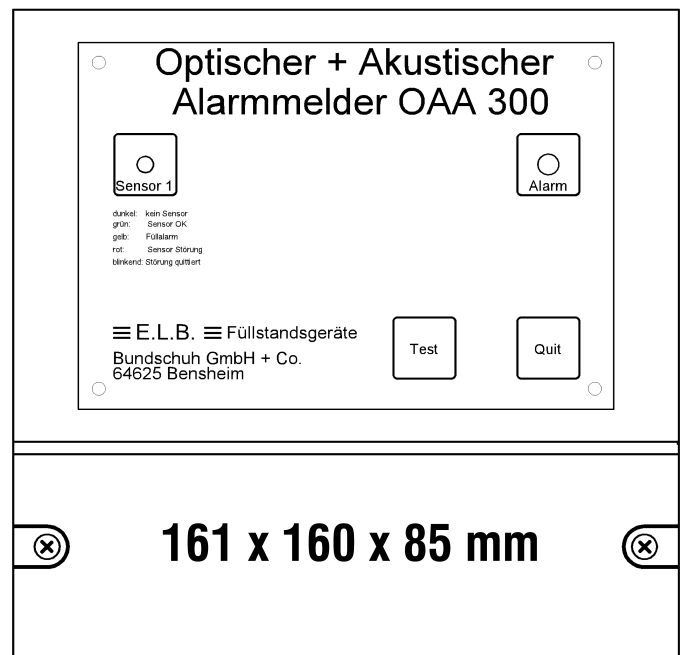 Optischer + Akustischer
Alarmmelder OAA 300
Sensor 1
Alarm
dunkel: kein Sensor
grün: Sensor OK
gelb: Füllalarm
rot: Sensor Störung
blinkend: Störung quittiert
E.L.B. Füllstandsgeräte
Bundschuh GmbH + Co.
64625 Bensheim
Test
Quit
161 x 160 x 85 mm